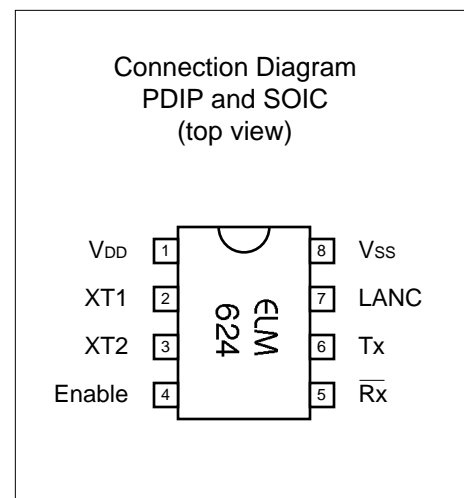 Connection Diagram
PDIP and SOIC
(top view)
VDD 1 8 VSS
XT1 2 7 LANC
XT2 3 6 Tx
Enable 4 5 R̅x̅
ELM
624